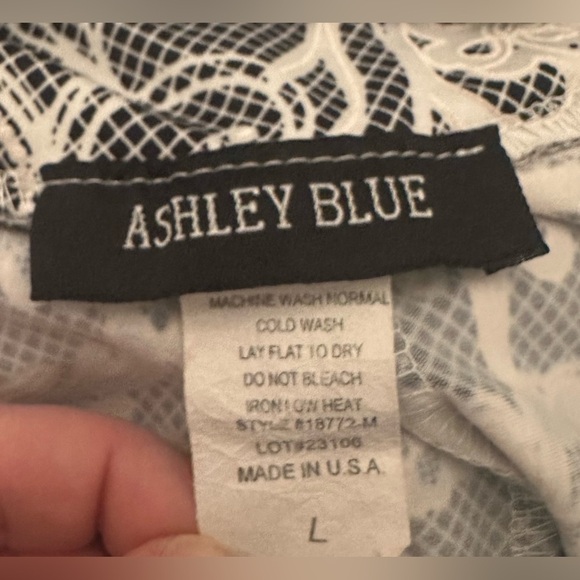 ASHLEY BLUE
MACHINE WASH NORMAL
COLD WASH
LAY FLAT TO DRY
DO NOT BLEACH
IRON LOW HEAT
STYLE #18772-M
LOT#23106
MADE IN U.S.A.
L